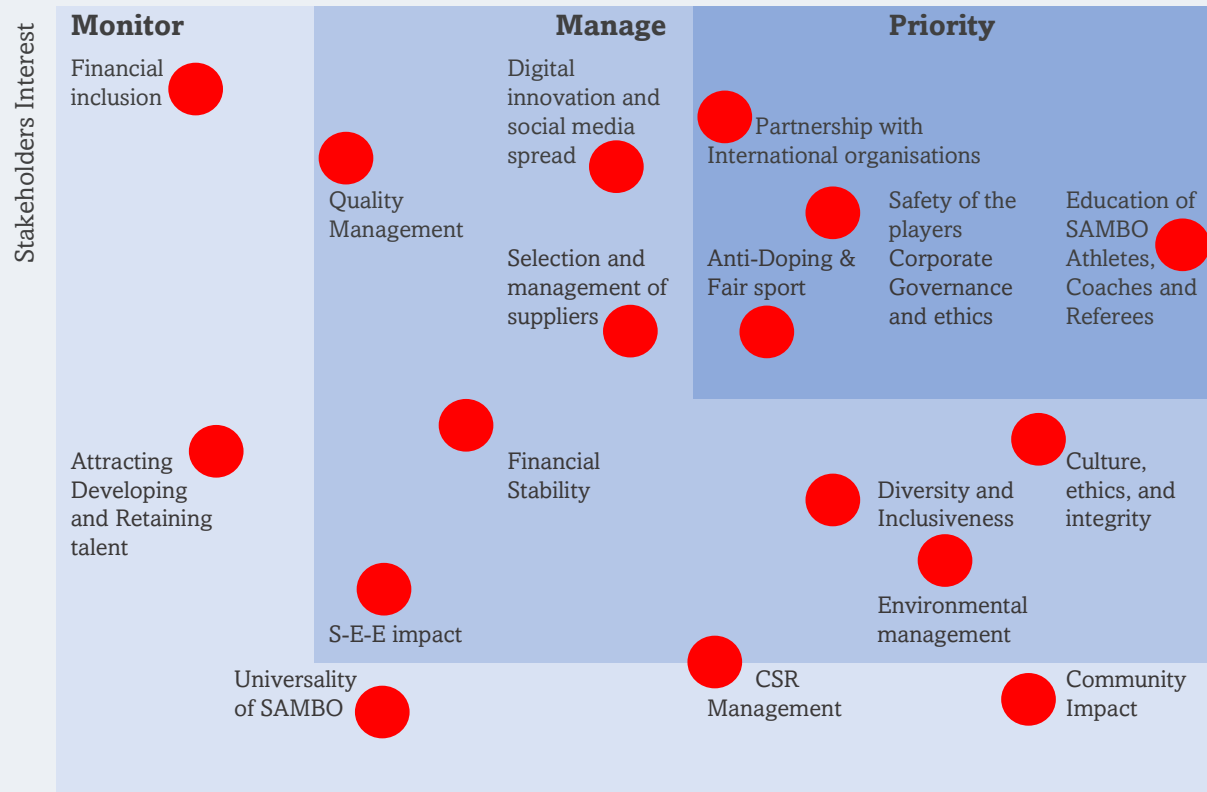 Stakeholders Interest
Monitor
Manage
Priority
Financial
inclusion
Digital
innovation and
social media
spread
Partnership with
International organisations
Quality
Management
Safety of the
players
Corporate
Governance
and ethics
Education of
SAMBO
Athletes,
Coaches and
Referees
Selection and
management of
suppliers
Anti-Doping &
Fair sport
Attracting
Developing
and Retaining
talent
Financial
Stability
Diversity and
Inclusiveness
Culture,
ethics, and
integrity
Environmental
management
S-E-E impact
Universality
of SAMBO
CSR
Management
Community
Impact